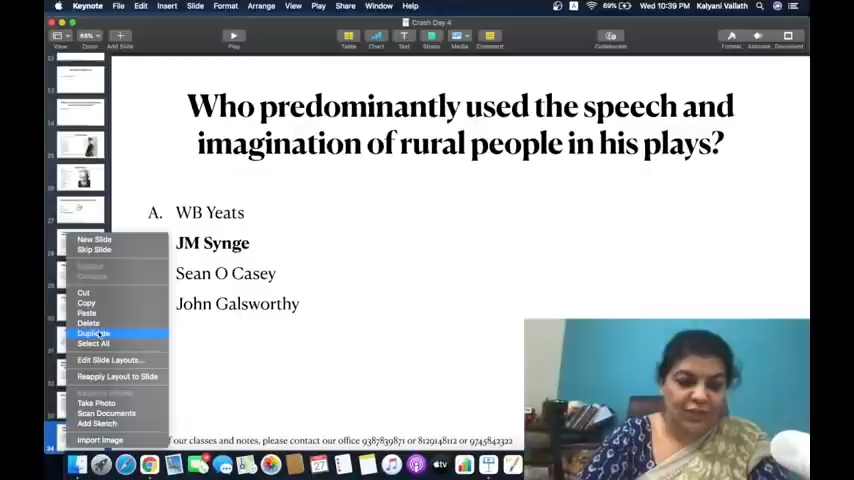 Keynote File Edit Insert Slide Format Arrange View Play Share Window Help
69% Wed 10:39 PM Kalyani Vallath
Crash Day 4
View Zoom Add Slide Play Table Chart Text Shape Media Comment Collaborate Format Animate Document
Who predominantly used the speech and
imagination of rural people in his plays?
A. WB Yeats
JM Synge
Sean O Casey
John Galsworthy
New Slide
Skip Slide
Cut
Copy
Paste
Delete
Duplicate
Select All
Edit Slide Layouts...
Reapply Layout to Slide
Take Photo
Scan Documents
Add Sketch
Import Image
34
of our classes and notes, please contact our office 9387839871 or 8129148112 or 9745842322
tv